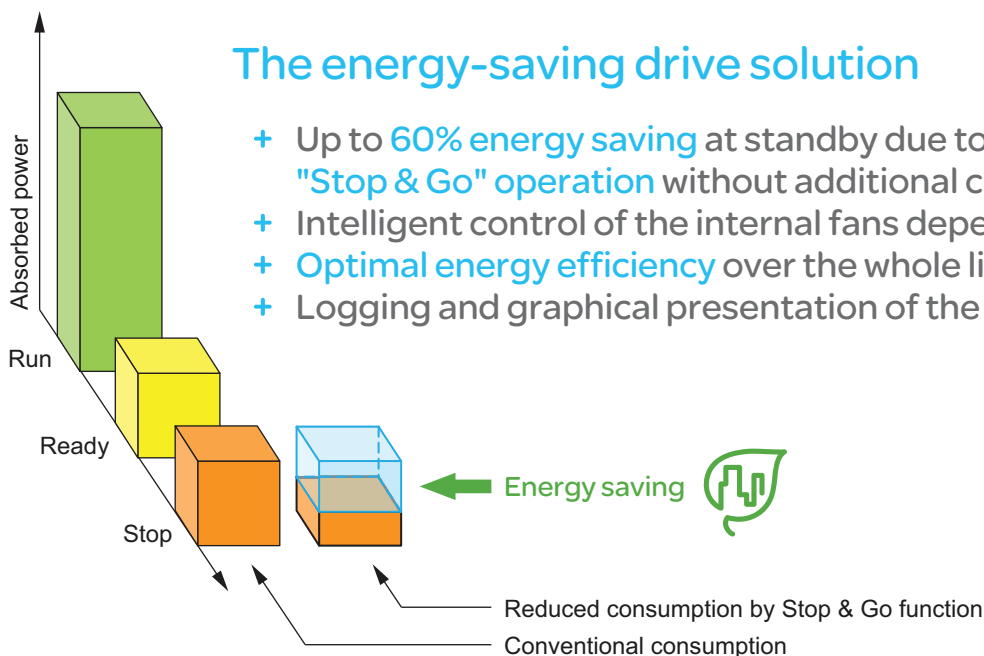 The energy-saving drive solution
+ Up to 60% energy saving at standby due to
"Stop & Go" operation without additional c
+ Intelligent control of the internal fans depe
+ Optimal energy efficiency over the whole li
+ Logging and graphical presentation of the
Absorbed power
Run
Ready
Stop
Energy saving
Reduced consumption by Stop & Go function
Conventional consumption